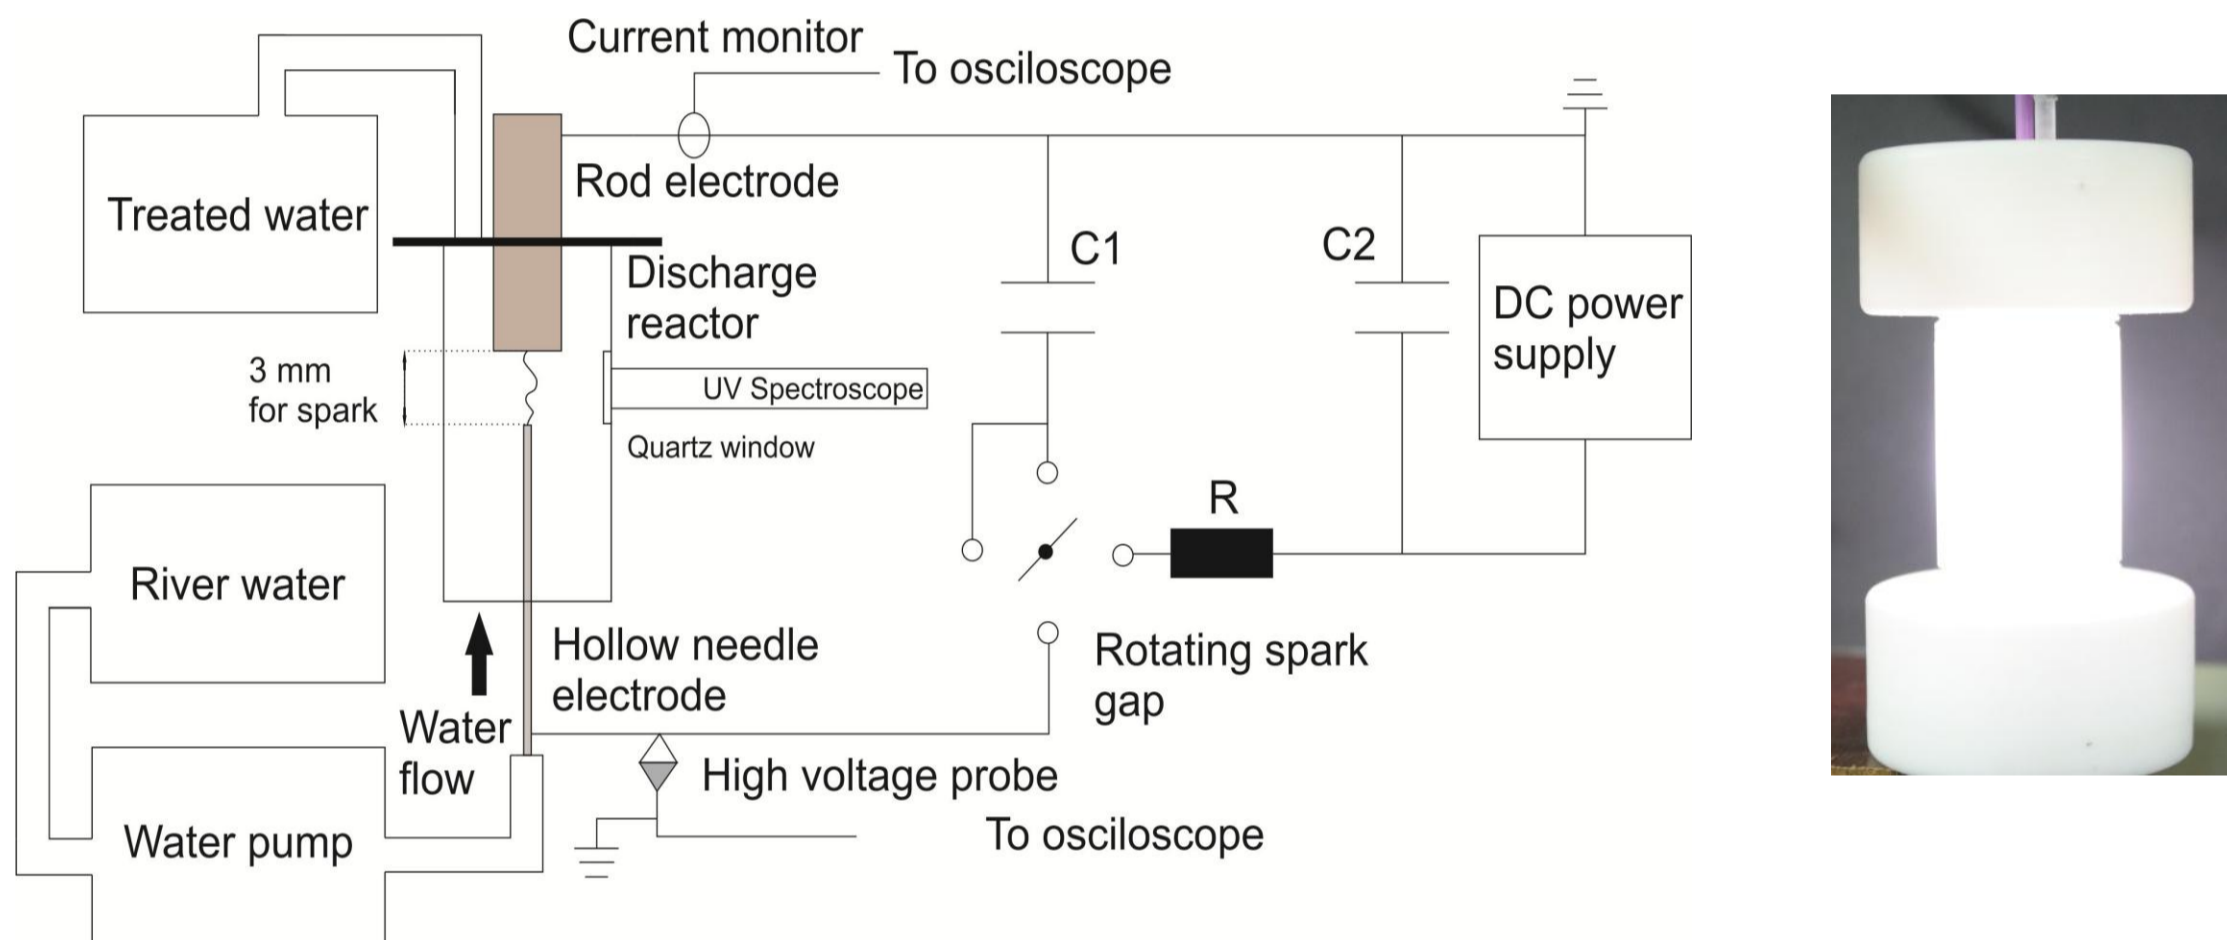 Current monitor
To osciloscope
Treated water
Rod electrode
C1
C2
Discharge
reactor
DC power
supply
3 mm
for spark
UV Spectroscope
Quartz window
R
River water
Hollow needle
electrode
Rotating spark
gap
Water
flow
High voltage probe
To osciloscope
Water pump